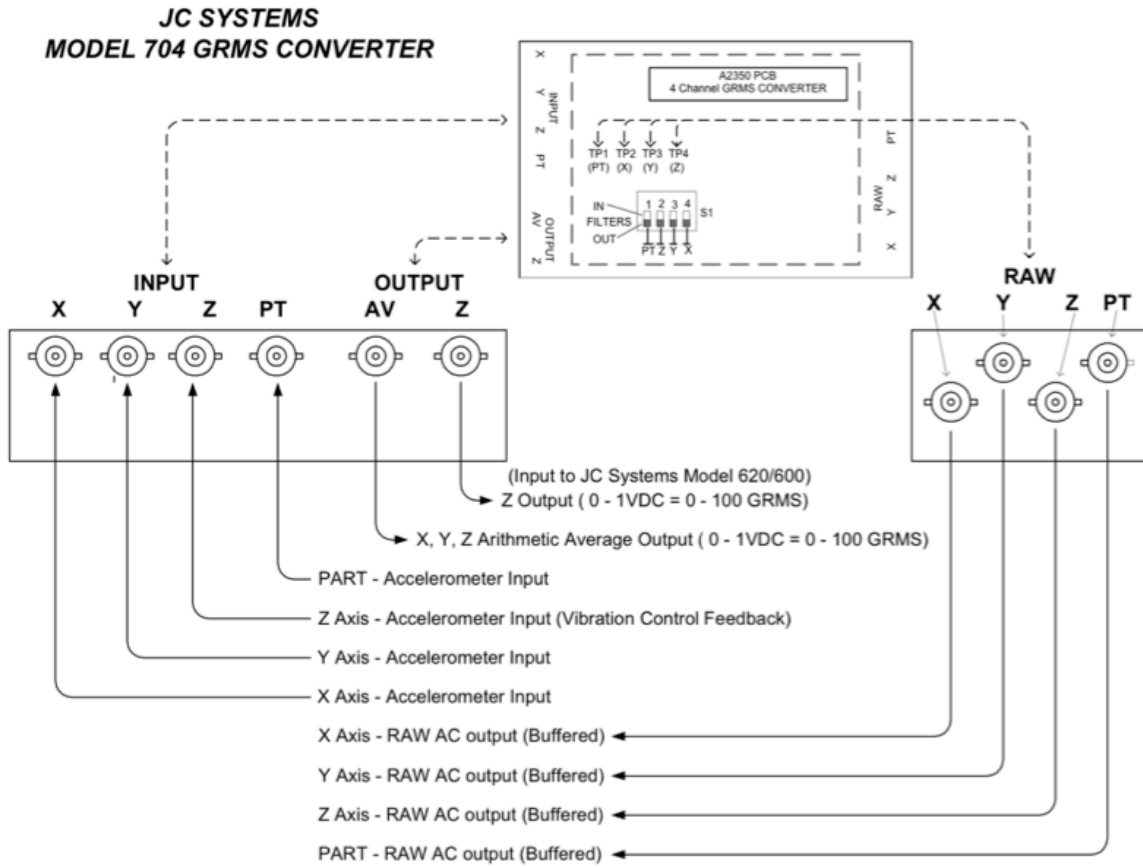 JC SYSTEMS
MODEL 704 GRMS CONVERTER
A2350 PCB
4 Channel GRMS CONVERTER
X
Y
Z
PT
INPUT
AV
Z
OUTPUT
TP1 TP2 TP3 TP4
(PT) (X) (Y) (Z)
IN
FILTERS
OUT
1 2 3 4
S1
PT Z Y X
PT
Z
Y
X
RAW
INPUT
X Y Z PT
OUTPUT
AV Z
RAW
X Y Z PT
(Input to JC Systems Model 620/600)
Z Output ( 0 - 1VDC = 0 - 100 GRMS)
X, Y, Z Arithmetic Average Output ( 0 - 1VDC = 0 - 100 GRMS)
PART - Accelerometer Input
Z Axis - Accelerometer Input (Vibration Control Feedback)
Y Axis - Accelerometer Input
X Axis - Accelerometer Input
X Axis - RAW AC output (Buffered)
Y Axis - RAW AC output (Buffered)
Z Axis - RAW AC output (Buffered)
PART - RAW AC output (Buffered)